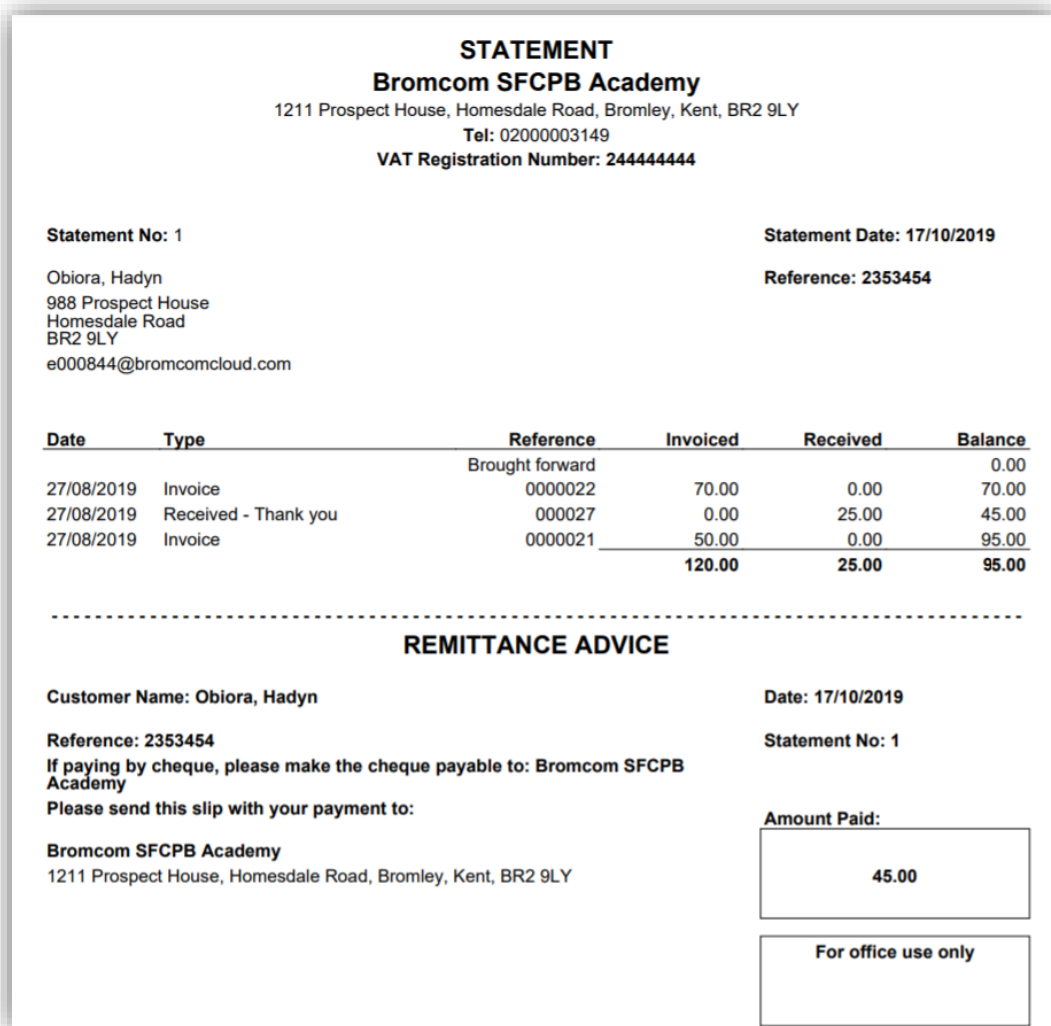 STATEMENT
Bromcom SFCPB Academy
1211 Prospect House, Homesdale Road, Bromley, Kent, BR2 9LY
Tel: 02000003149
VAT Registration Number: 244444444
Statement No: 1 Statement Date: 17/10/2019
Obiora, Hadyn Reference: 2353454
988 Prospect House
Homesdale Road
BR2 9LY
e000844@bromcomcloud.com
Date Type Reference Invoiced Received Balance
Brought forward 0.00
27/08/2019 Invoice 0000022 70.00 0.00 70.00
27/08/2019 Received - Thank you 000027 0.00 25.00 45.00
27/08/2019 Invoice 0000021 50.00 0.00 95.00
120.00 25.00 95.00
REMITTANCE ADVICE
Customer Name: Obiora, Hadyn Date: 17/10/2019
Reference: 2353454 Statement No: 1
If paying by cheque, please make the cheque payable to: Bromcom SFCPB
Academy
Please send this slip with your payment to:
Amount Paid:
Bromcom SFCPB Academy
1211 Prospect House, Homesdale Road, Bromley, Kent, BR2 9LY 45.00
For office use only